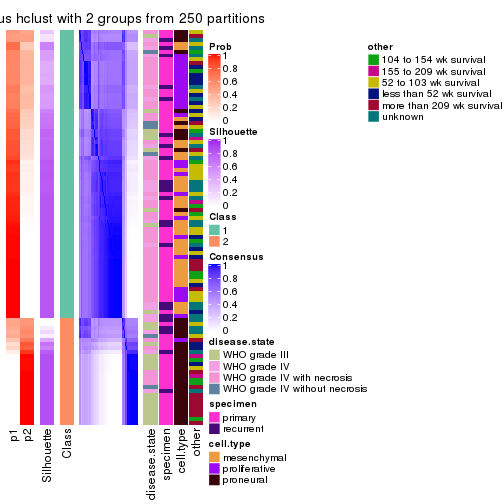 us hclust with 2 groups from 250 partitions
Prob
1
0.8
0.6
0.4
0.2
0
Silhouette
1
0.8
0.6
0.4
0.2
0
Class
1
2
Consensus
1
0.8
0.6
0.4
0.2
0
disease.state
WHO grade III
WHO grade IV
WHO grade IV with necrosis
WHO grade IV without necrosis
specimen
primary
recurrent
cell.type
mesenchymal
proliferative
proneural
other
104 to 154 wk survival
155 to 209 wk survival
52 to 103 wk survival
less than 52 wk survival
more than 209 wk survival
unknown
p1
p2
Silhouette
Class
disease.state
specimen
cell.type
other